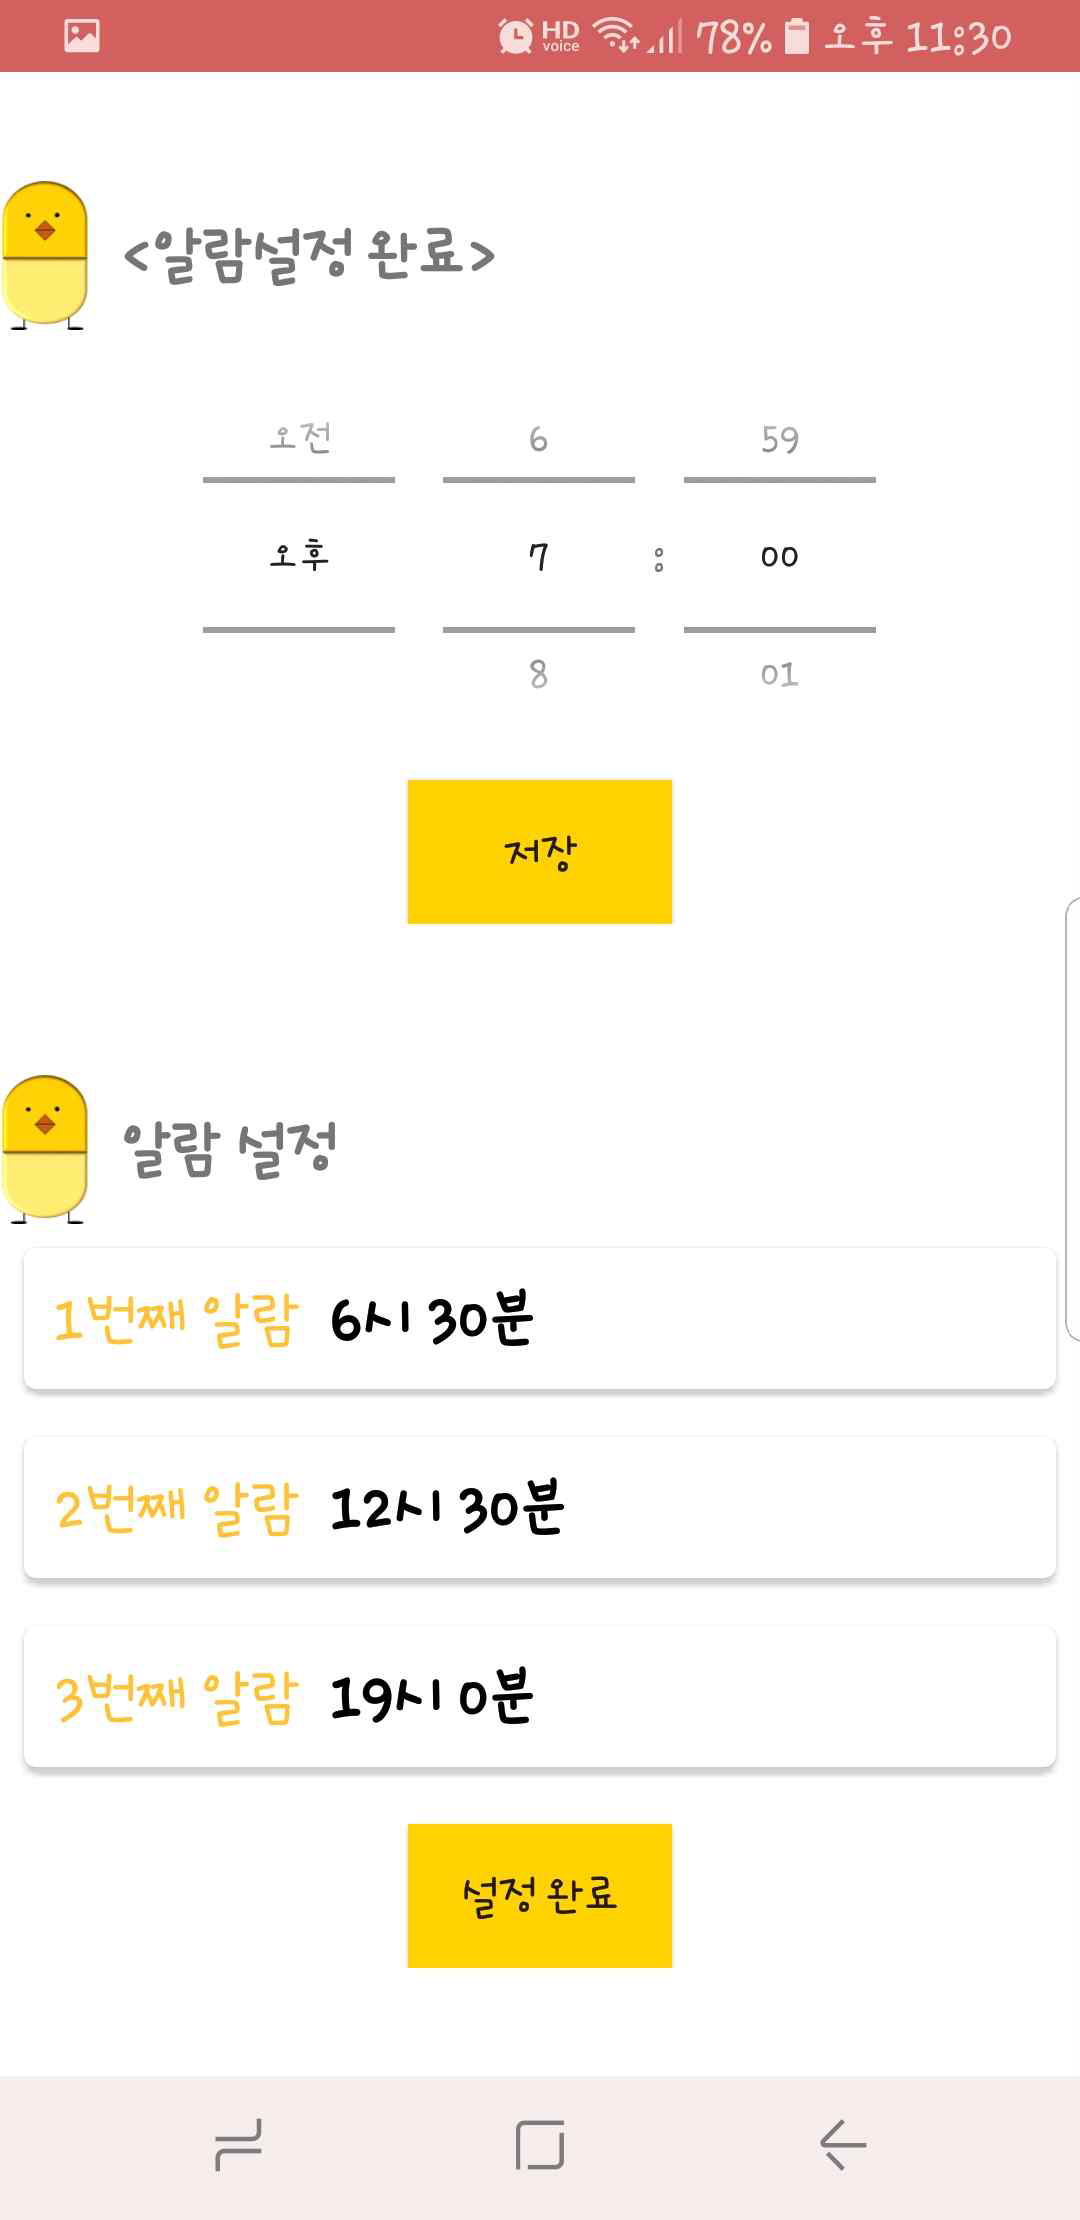 HD voice 78% 오후 11:30
<알람설정 완료>
오전 6 59
오후 7 : 00
8 01
저장
알람 설정
1번째 알람 6시 30분
2번째 알람 12시 30분
3번째 알람 19시 0분
설정 완료